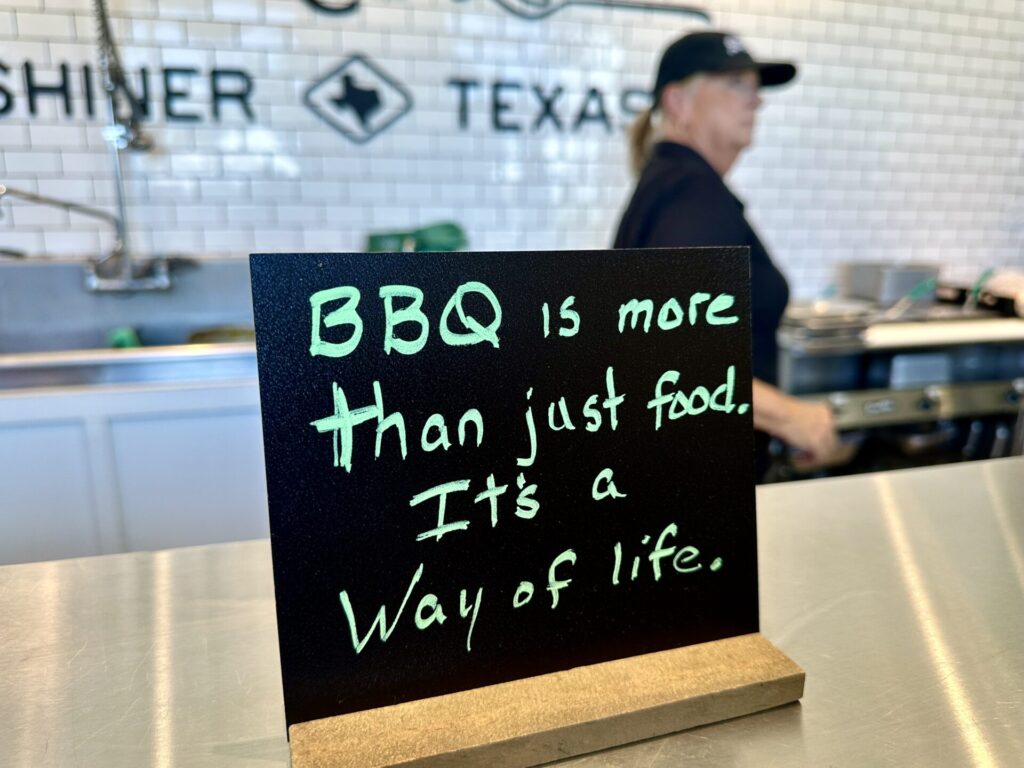 SHINER TEXAS
BBQ is more
than just food.
It's a
Way of life.